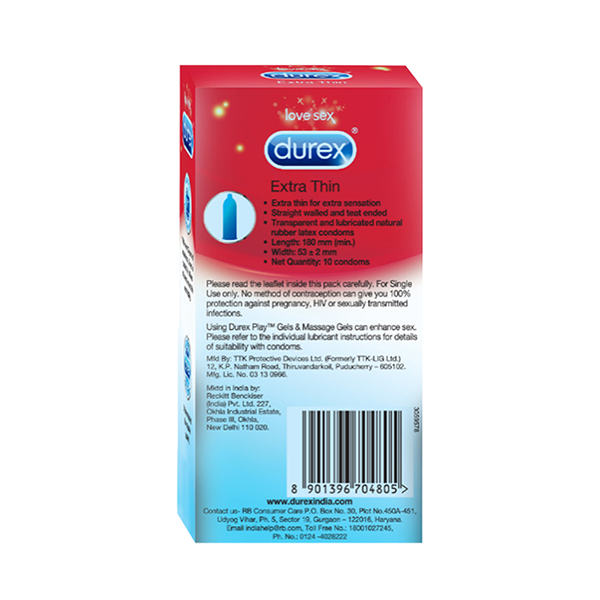 durex
Extra Thin
love sex
durex®
Extra Thin
• Extra thin for extra sensation
• Straight walled and teat ended
• Transparent and lubricated natural
rubber latex condoms
• Length: 180 mm (min.)
• Width: 53 ± 2 mm
• Net Quantity: 10 condoms
Please read the leaflet inside this pack carefully. For Single
Use only. No method of contraception can give you 100%
protection against pregnancy, HIV or sexually transmitted
infections.
Using Durex Play™ Gels & Massage Gels can enhance sex.
Please refer to the individual lubricant instructions for details
of suitability with condoms.
Mfd By: TTK Protective Devices Ltd. (Formerly TTK-LIG Ltd.)
12, K.P. Natham Road, Thiruvandarkoil, Puducherry – 605102.
Mfg. Lic. No. 03 13 0966.
Mktd in India by:
Reckitt Benckiser
(India) Pvt. Ltd. 227,
Okhla Industrial Estate,
Phase III, Okhla,
New Delhi 110 020.
3059578
8 901396 704805 >
www.durexindia.com
Contact us- RB Consumer Care P.O. Box No. 30, Plot No.450A-451,
Udyog Vihar, Ph. 5, Sector 19, Gurgaon – 122016, Haryana.
Email indiahelp@rb.com, Toll Free No.: 18001027245,
Ph. No.: 0124 -4028222